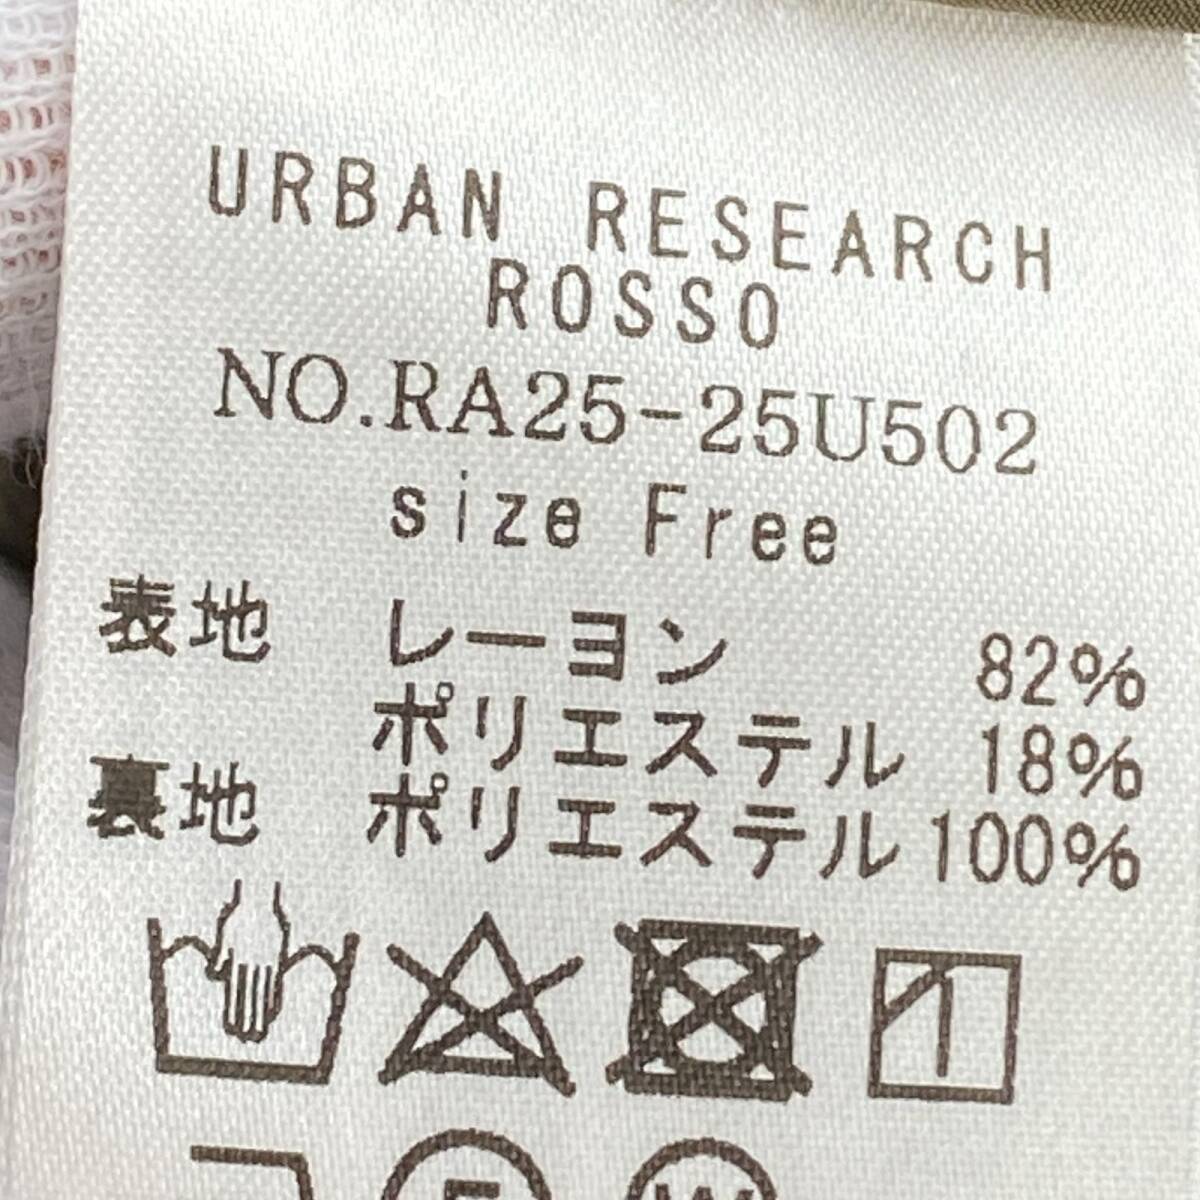 URBAN RESEARCH
ROSSO
NO.RA25-25U502
size Free
表地 レーヨン 82%
ポリエステル 18%
裏地 ポリエステル 100%
F W